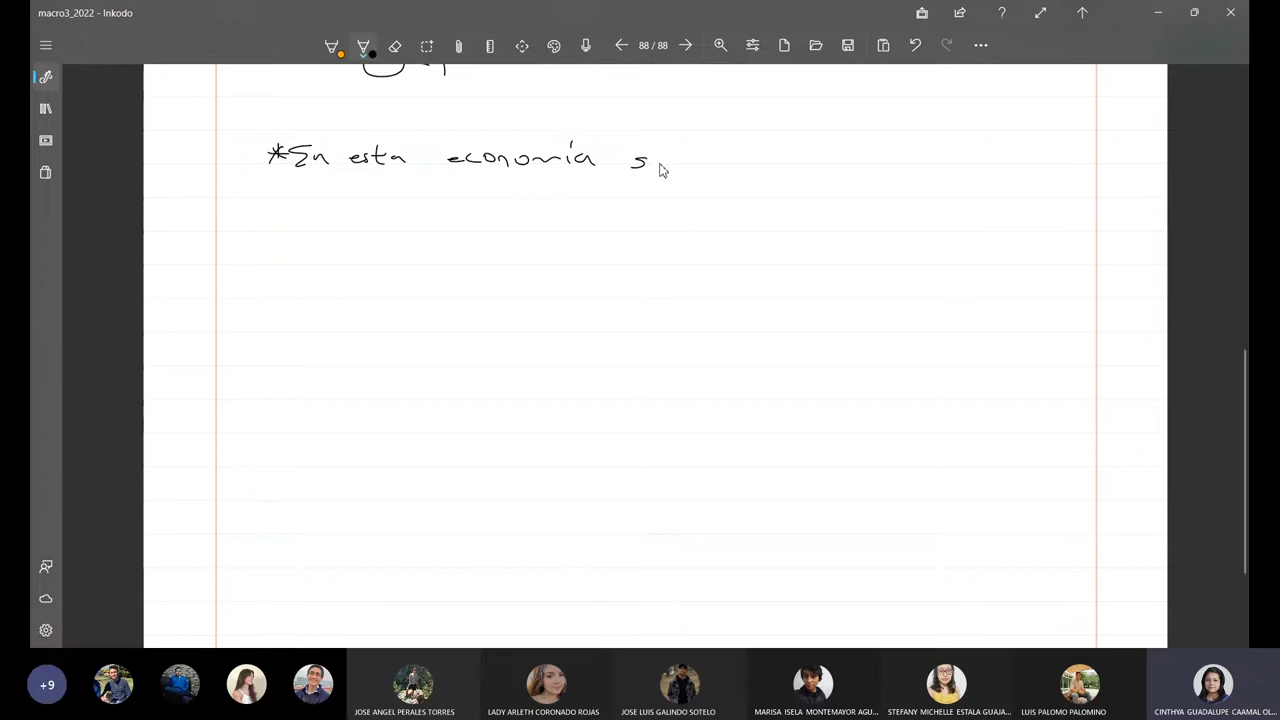 macro3_2022 - Inkodo
88 / 88
*En esta economía s
+9
JOSE ANGEL PERALES TORRES
LADY ARLETH CORONADO ROJAS
JOSE LUIS GALINDO SOTELO
MARISA ISELA MONTEMAYOR AGU...
STEFANY MICHELLE ESTALA GUAJA...
LUIS PALOMO PALOMINO
CINTHYA GUADALUPE CAAMAL OL...